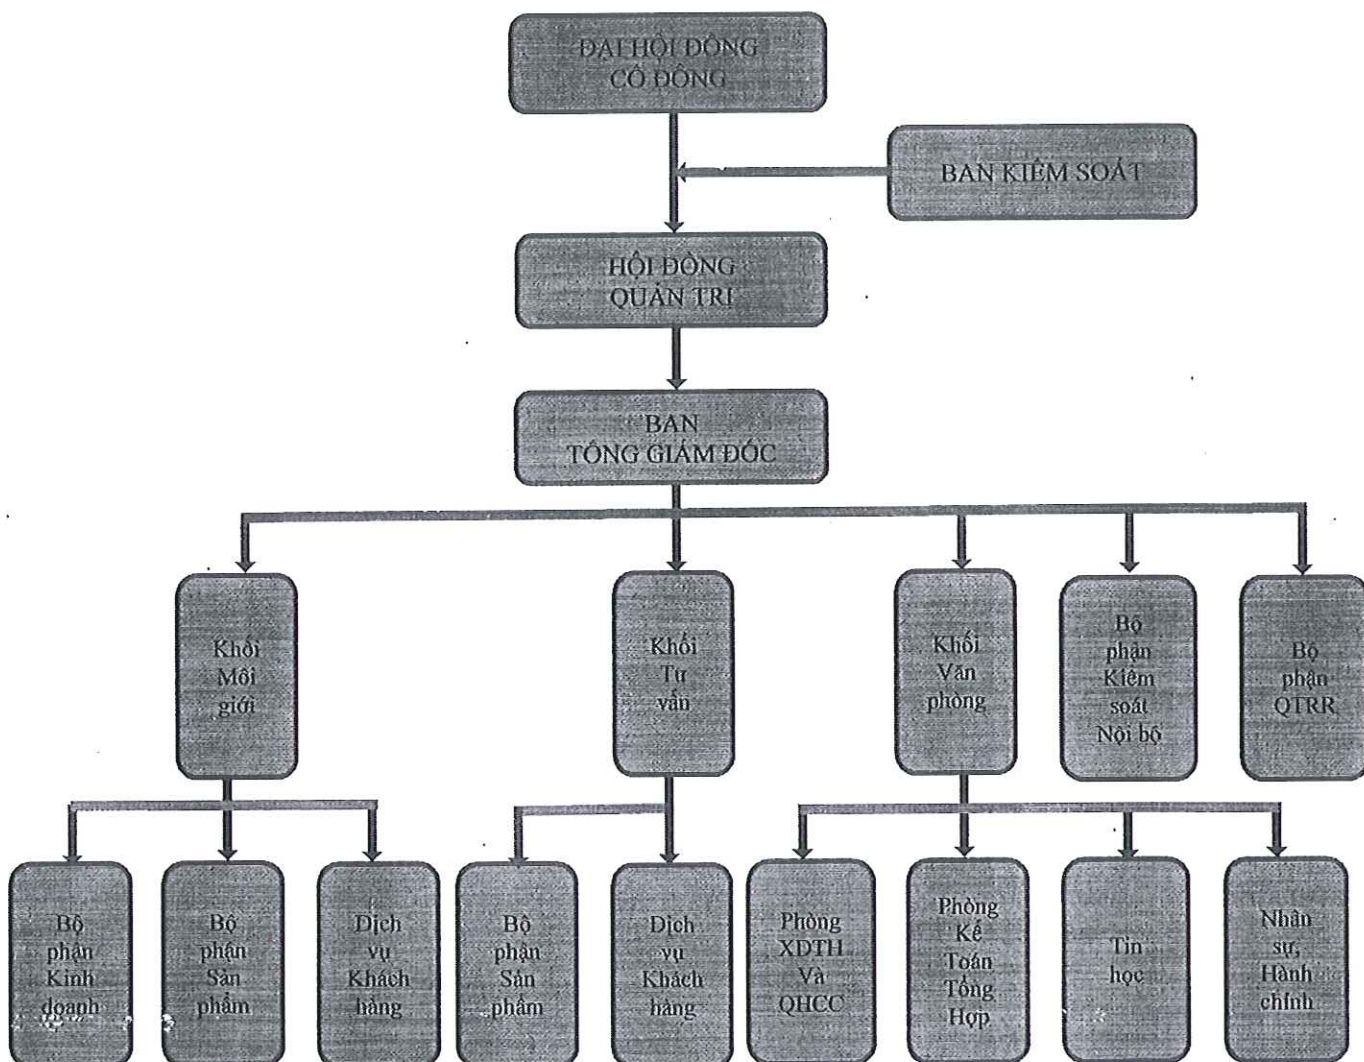 ĐẠI HỘI ĐỒNG
CỔ ĐÔNG
BAN KIỂM SOÁT
HỘI ĐỒNG
QUẢN TRỊ
BAN
TỔNG GIÁM ĐỐC
Khối
Môi
giới
Khối
Tư
vấn
Khối
Văn
phòng
Bộ
phận
Kiểm
soát
Nội bộ
Bộ
phận
QTRR
Bộ
phận
Kinh
doanh
Bộ
phận
Sản
phẩm
Dịch
vụ
Khách
hàng
Bộ
phận
Sản
phẩm
Dịch
vụ
Khách
hàng
Phòng
XDTH
Và
QHCC
Phòng
Kế
Toán
Tổng
Hợp
Tin
học
Nhân
sự,
Hành
chính